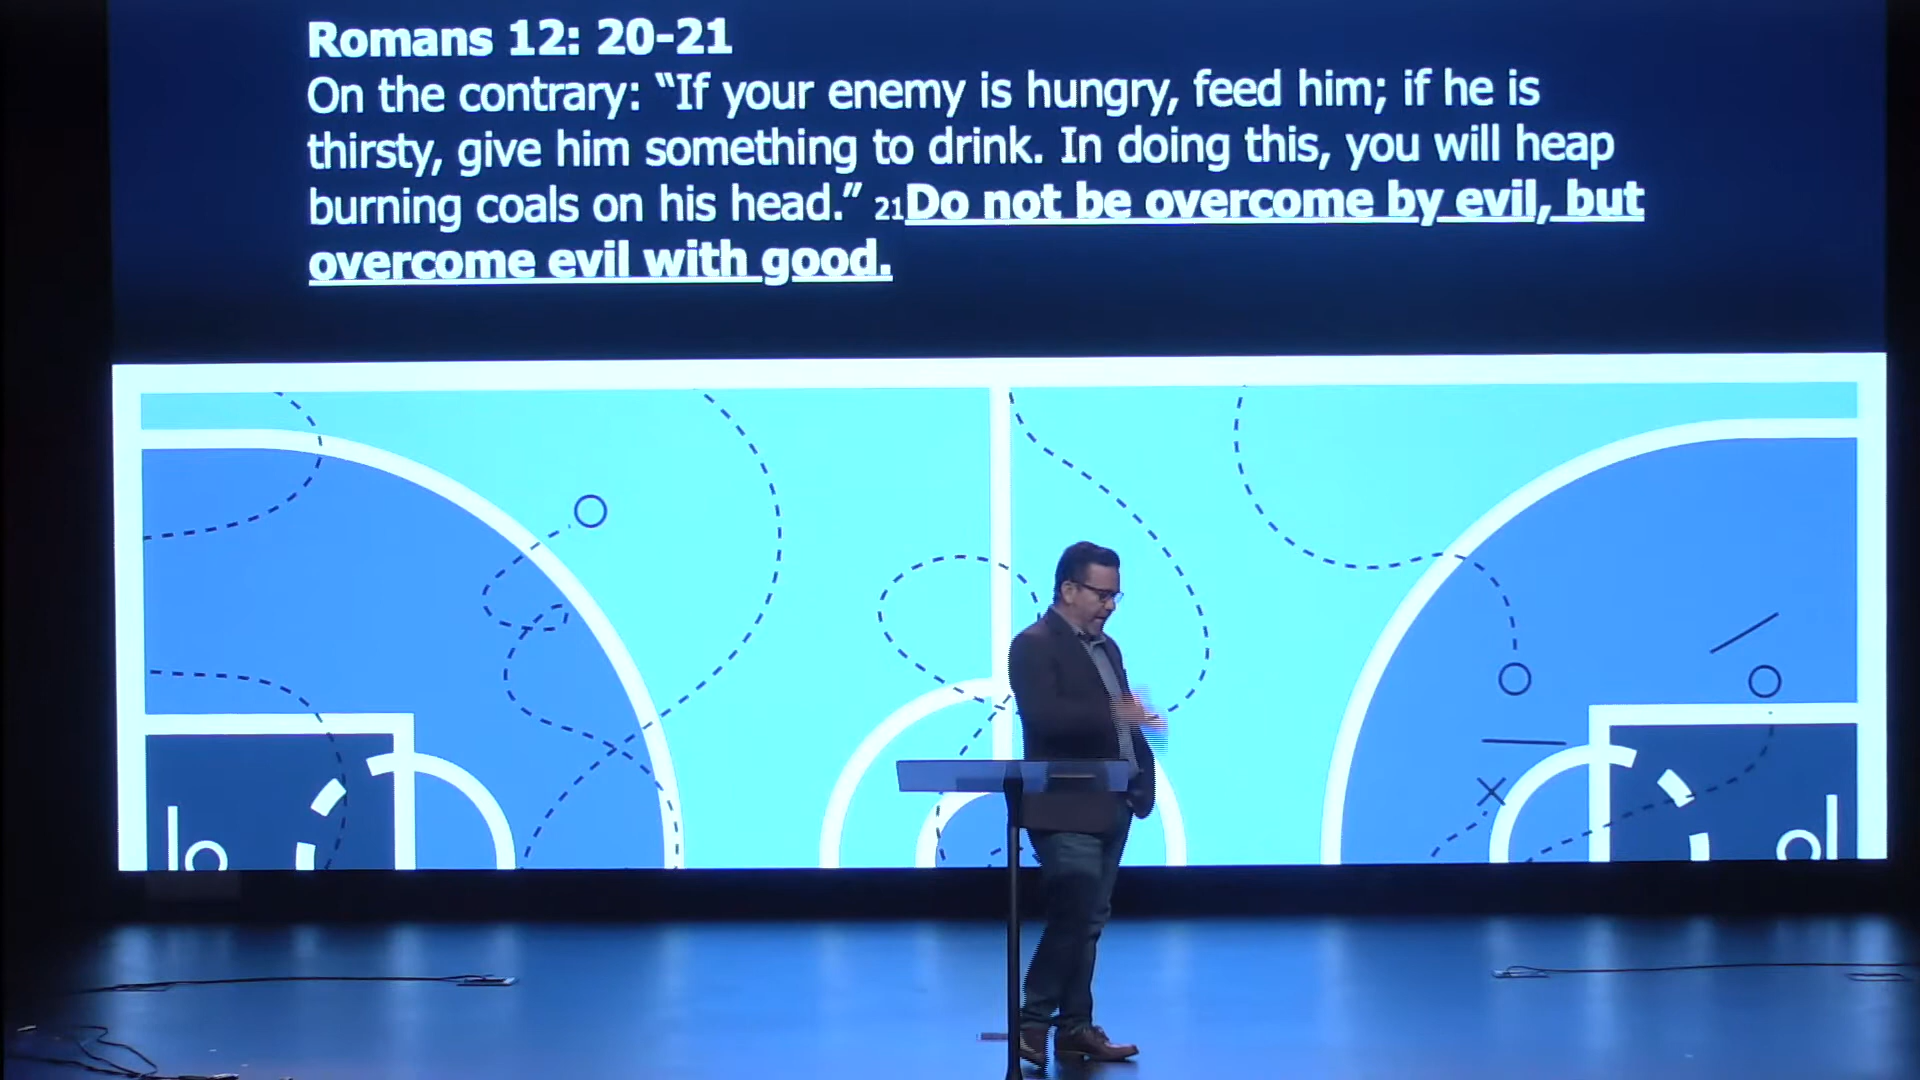 Romans 12: 20-21
On the contrary: “If your enemy is hungry, feed him; if he is
thirsty, give him something to drink. In doing this, you will heap
burning coals on his head.” 21Do not be overcome by evil, but
overcome evil with good.